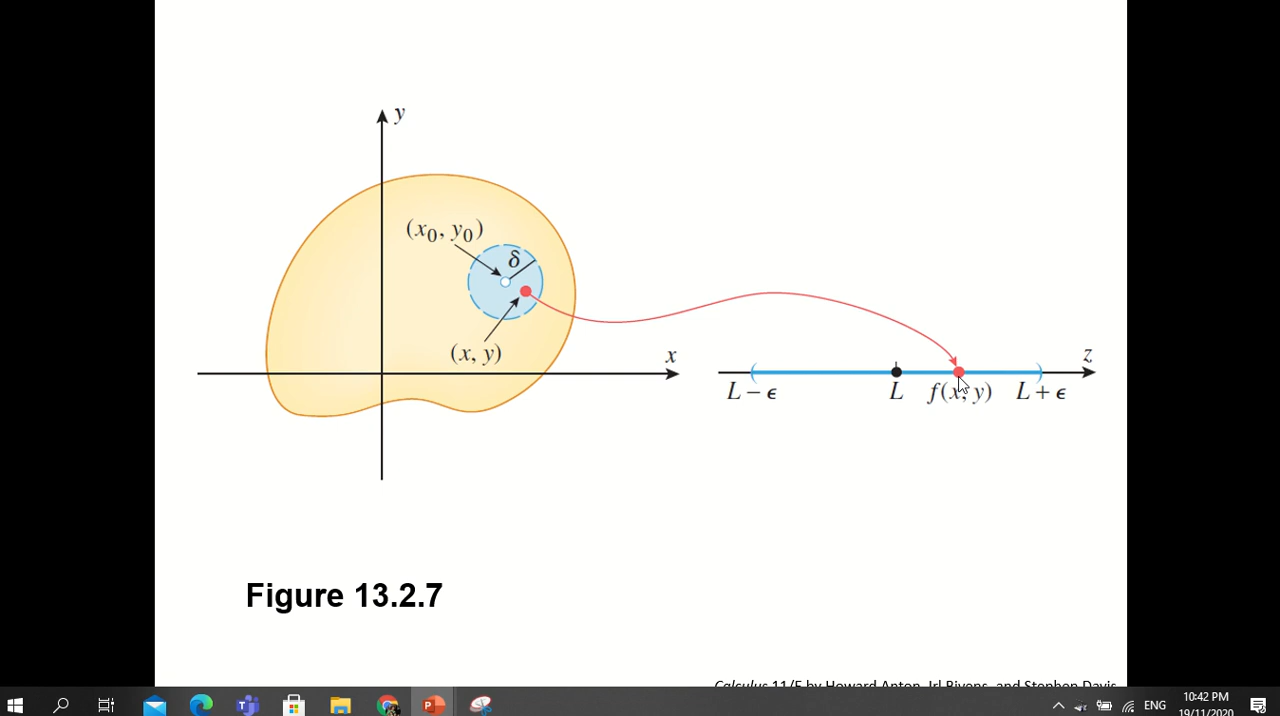 y
(x₀, y₀)
δ
(x, y)
x
z
L − ϵ
L
f(x, y)
L + ϵ
Figure 13.2.7
Calculus 11/E by Howard Anton, Irl Bivens, and Stephen Davis
ENG
10:42 PM
19/11/2020